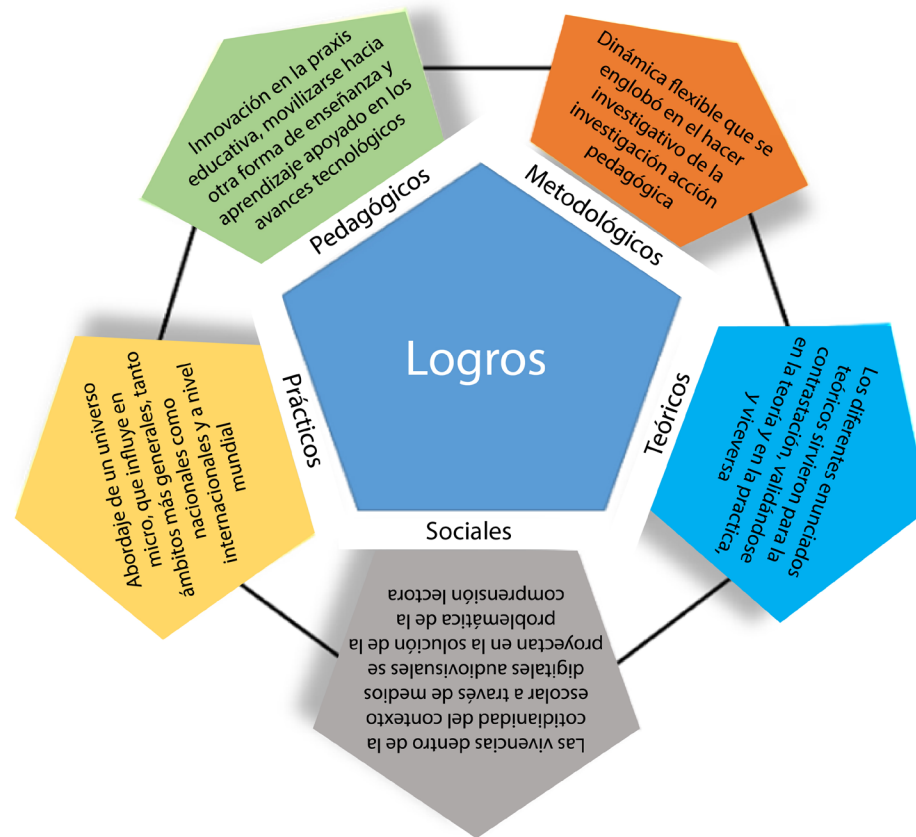 Logros
Pedagógicos
Innovación en la praxis
educativa, movilizarse hacia
otra forma de enseñanza y
aprendizaje apoyado en los
avances tecnológicos
Metodológicos
Dinámica flexible que se
englobó en el hacer
investigativo de la
investigación acción
pedagógica
Teóricos
Los diferentes enunciados
teóricos sirvieron para la
contrastación, validándose
en la teoría y en la practica,
y viceversa
Sociales
Las vivencias dentro de la
cotidianidad del contexto
escolar a través de medios
digitales audiovisuales se
proyectan en la solución de la
problemática de la
comprensión lectora
Prácticos
Abordaje de un universo
micro, que influye en
ámbitos más generales, tanto
nacionales como
internacionales y a nivel
mundial